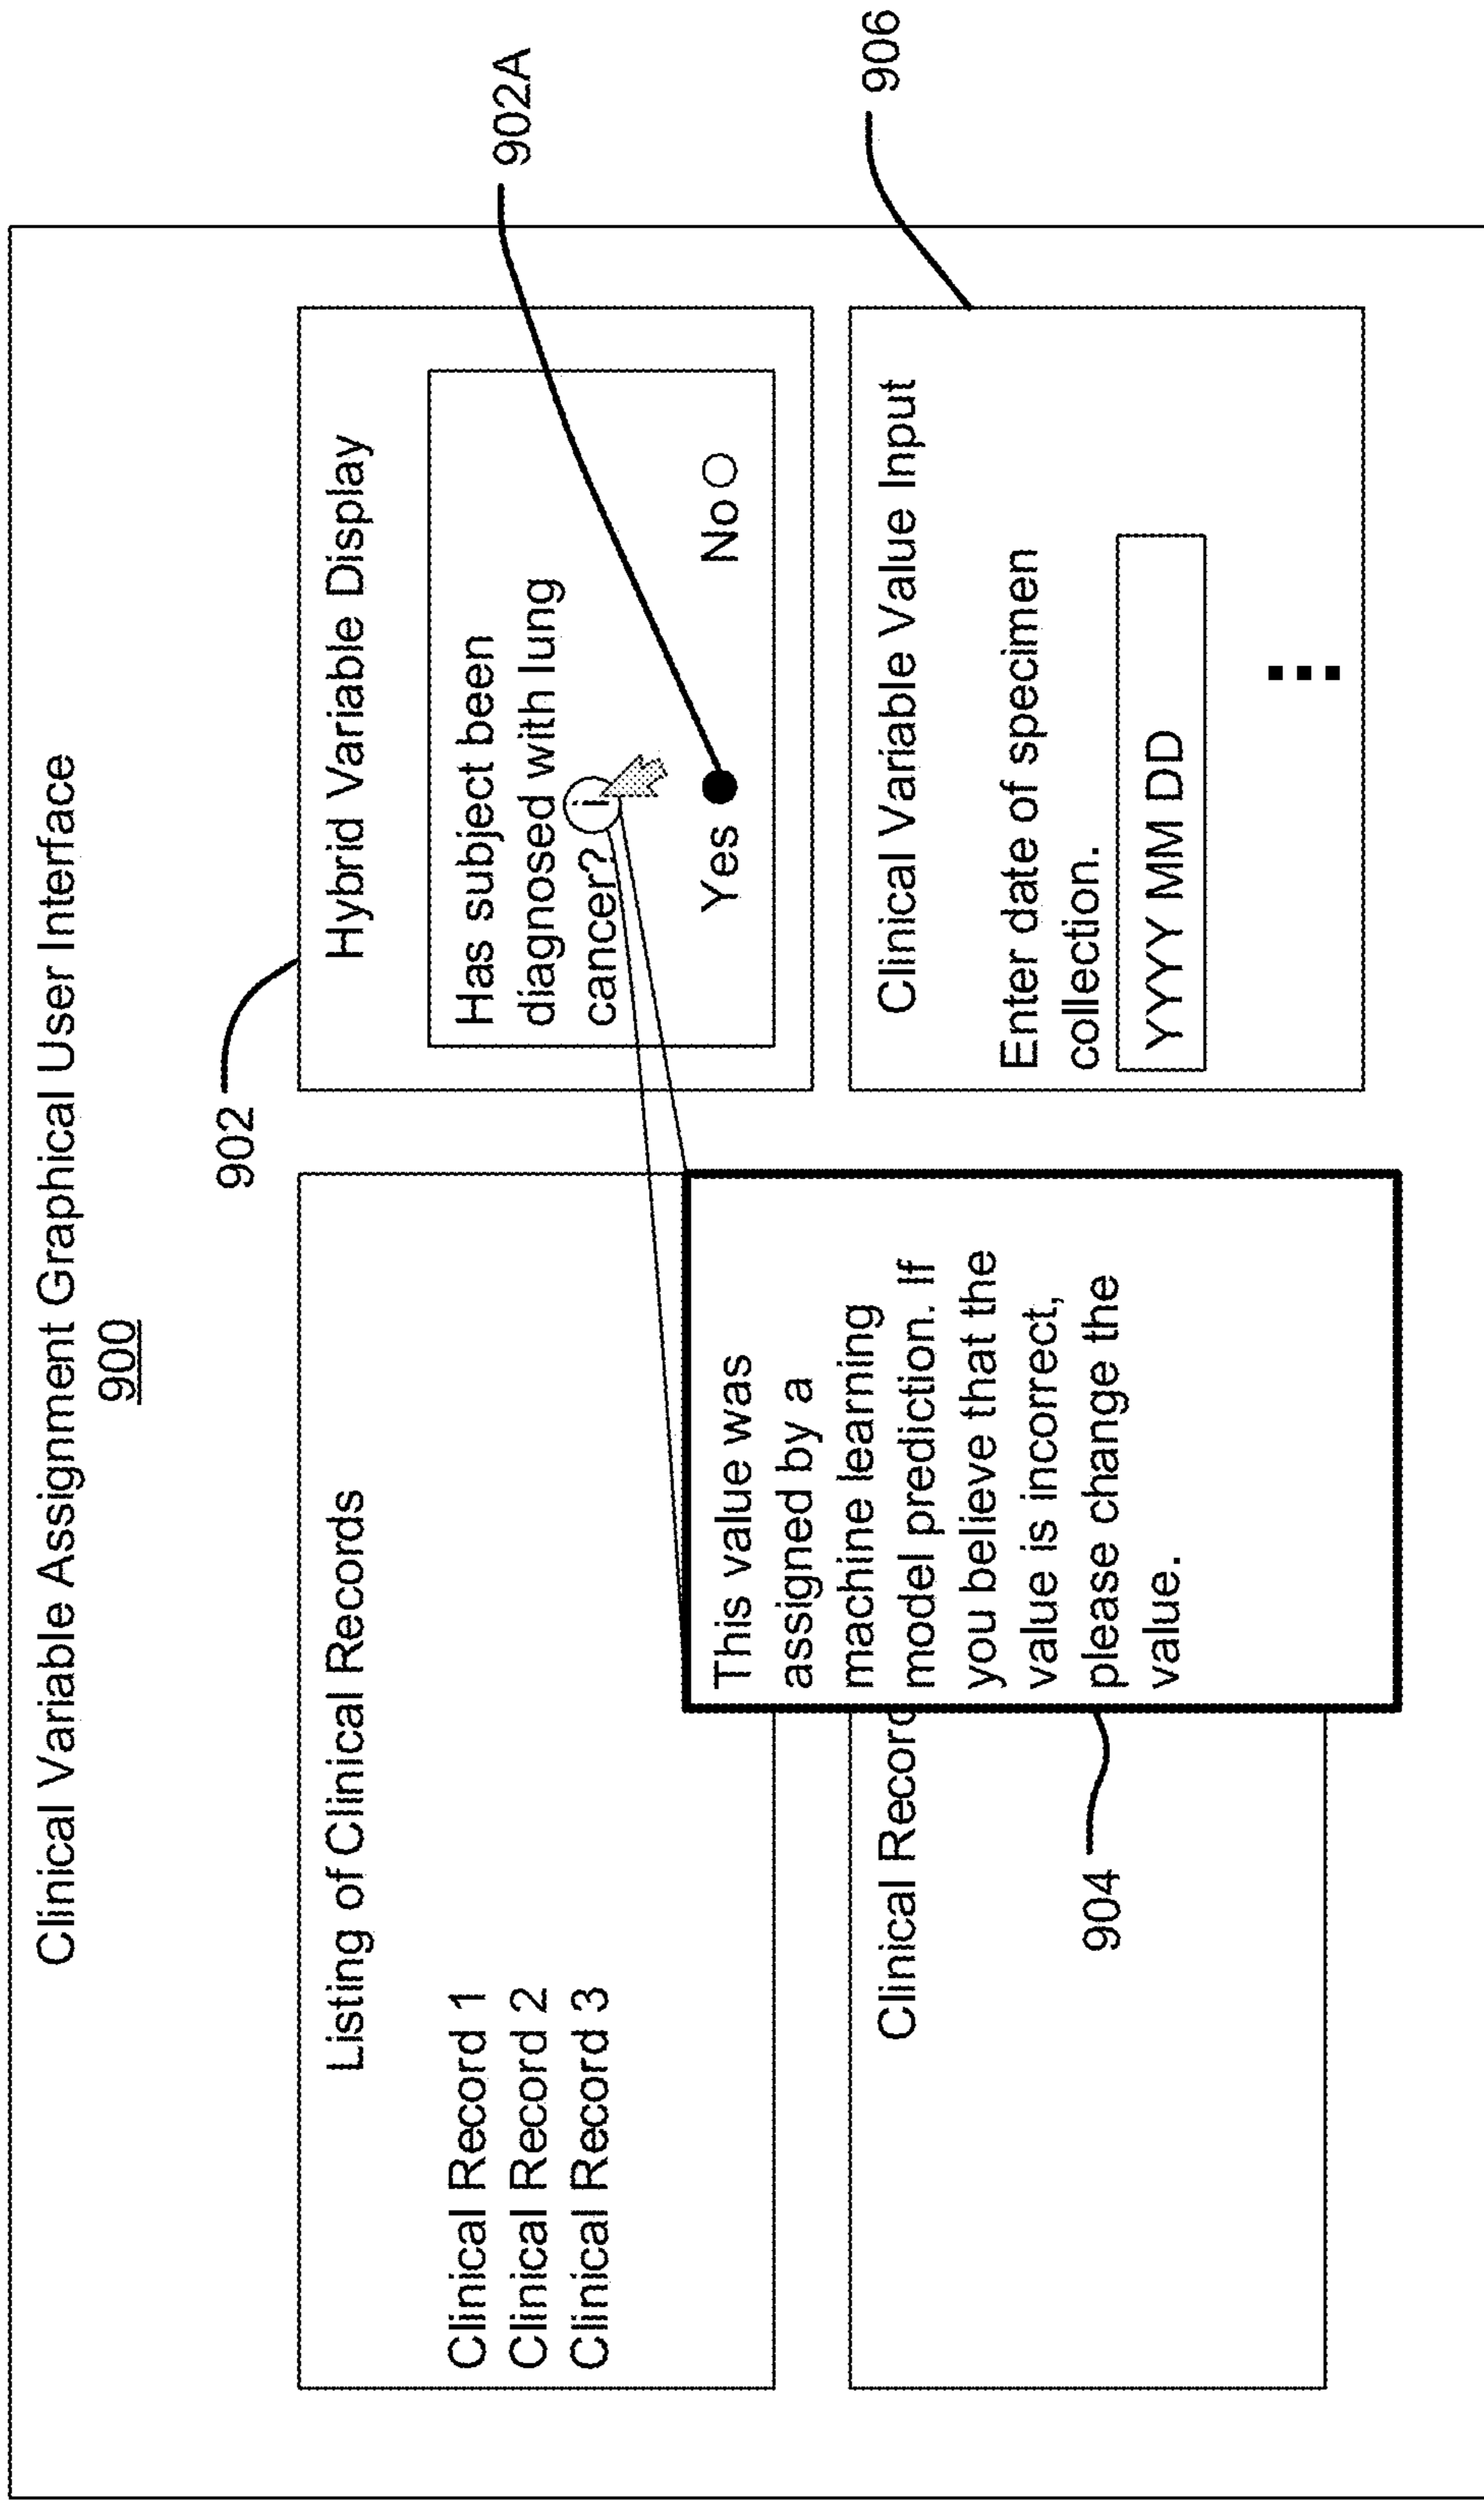 Clinical Variable Assignment Graphical User Interface
900
902
Listing of Clinical Records
Clinical Record 1
Clinical Record 2
Clinical Record 3
Hybrid Variable Display
Has subject been
diagnosed with lung
cancer? i
Yes
No
902A
Clinical Recor
904
This value was
assigned by a
machine learning
model prediction. If
you believe that the
value is incorrect,
please change the
value.
Clinical Variable Value Input
Enter date of specimen
collection.
YYYY MM DD
906